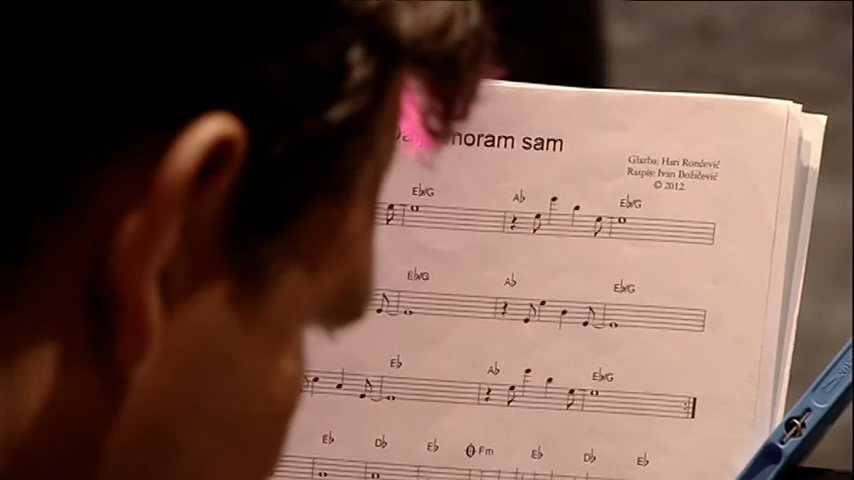 moram sam
Glazba: Hari Rončević
Raspis: Ivan Božičević
© 2012.
E♭/G A♭ E♭/G
E♭/G A♭ E♭/G
E♭ A♭ E♭/G
E♭ D♭ E♭ Fm E♭ D♭ E♭